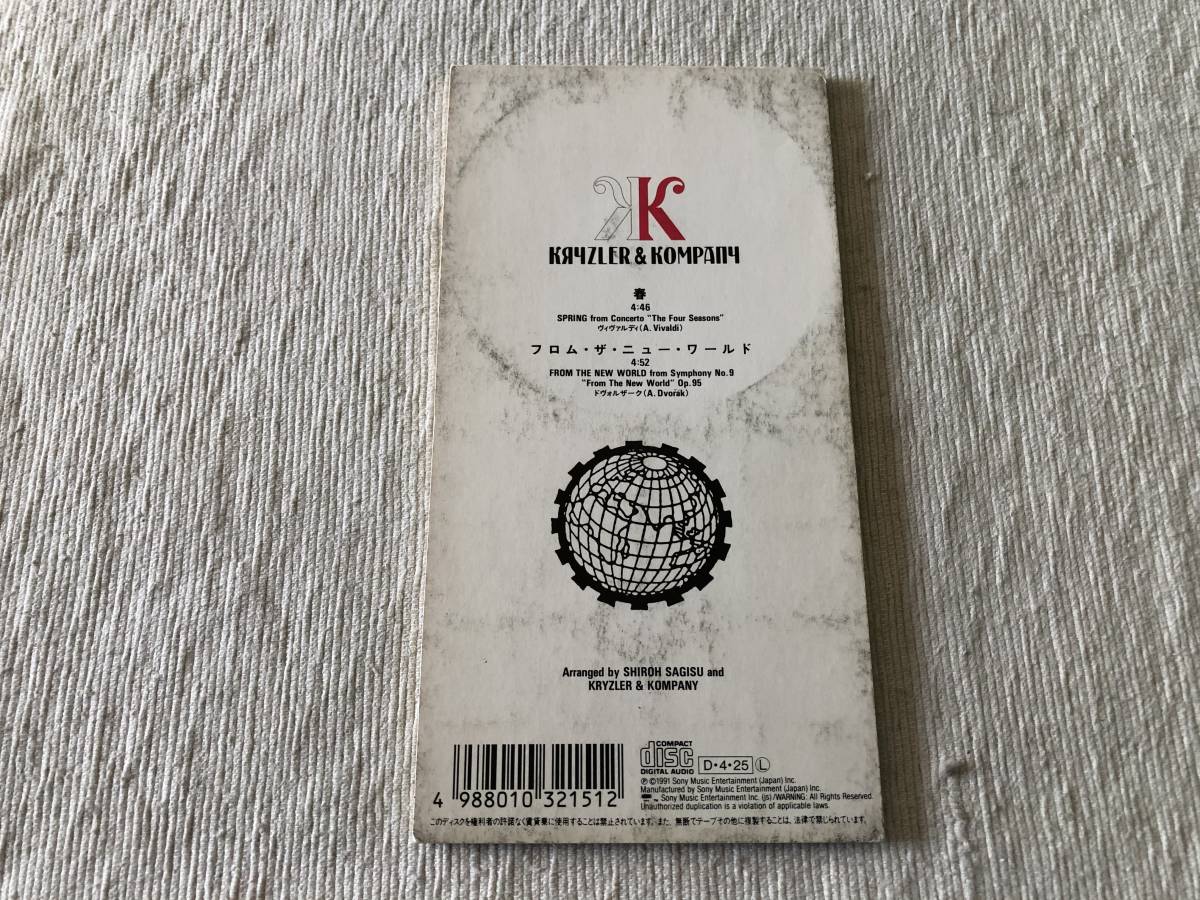 KRYZLER & KOMPANY
春
4:46
SPRING from Concerto "The Four Seasons"
ヴィヴァルディ(A. Vivaldi)
フロム・ザ・ニュー・ワールド
4:52
FROM THE NEW WORLD from Symphony No. 9
"From The New World" Op. 95
ドヴォルザーク(A. Dvořák)
Arranged by SHIROH SAGISU and
KRYZLER & KOMPANY
COMPACT
disc
DIGITAL AUDIO
D・4・25 Ⓛ
℗©1991 Sony Music Entertainment (Japan) Inc.
Manufactured by Sony Music Entertainment (Japan) Inc.
Sony Music Entertainment Inc. (js)/WARNING: All Rights Reserved.
Unauthorized duplication is a violation of applicable laws.
4 988010 321512
このディスクを権利者の許諾なく賃貸業に使用することは禁止されています。また、無断でテープその他に複製することは、法律で禁じられています。